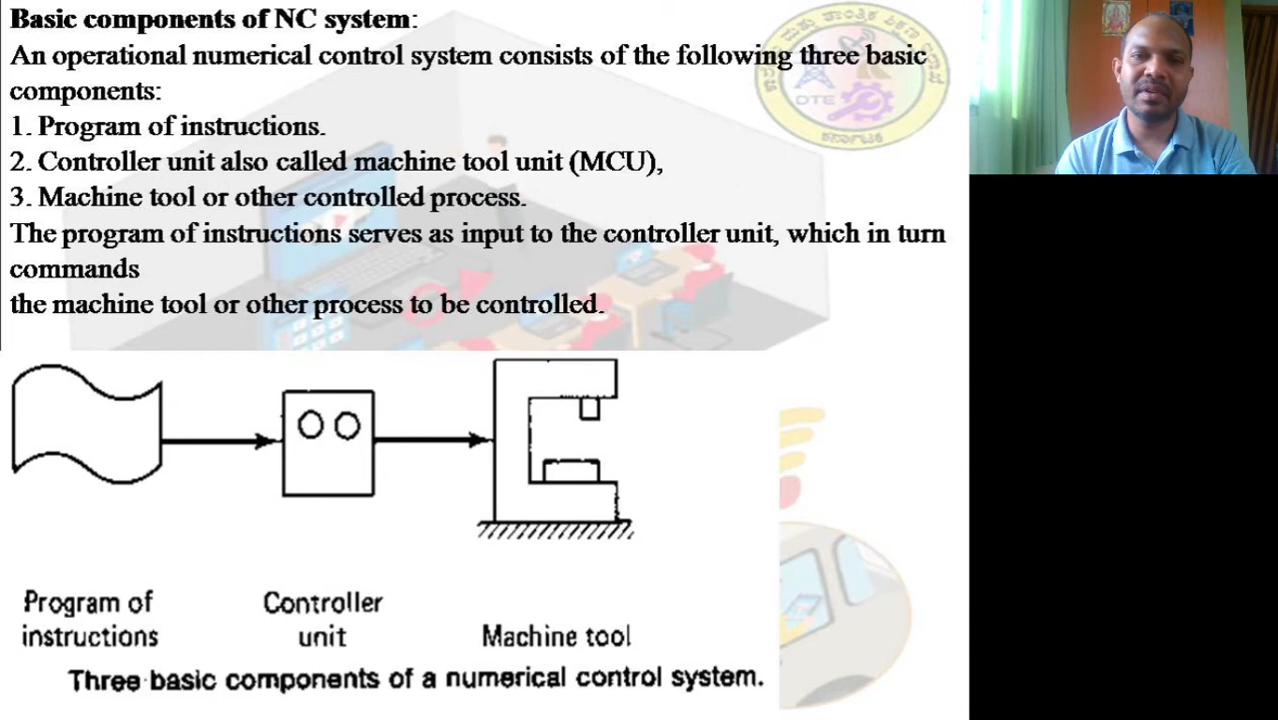 Basic components of NC system:
An operational numerical control system consists of the following three basic
components:
1. Program of instructions.
2. Controller unit also called machine tool unit (MCU),
3. Machine tool or other controlled process.
The program of instructions serves as input to the controller unit, which in turn
commands
the machine tool or other process to be controlled.
DTE
ಕರ್ನಾಟಕ
Program of
instructions
Controller
unit
Machine tool
Three basic components of a numerical control system.